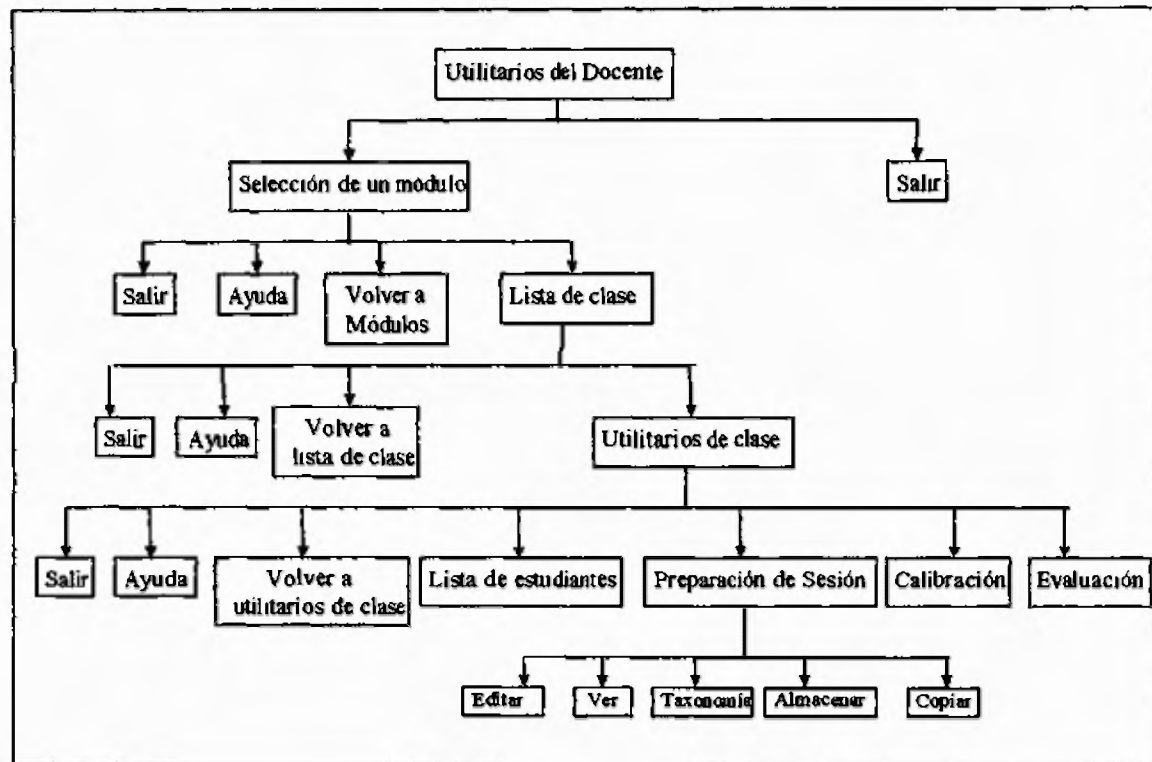 Utilitarios del Docente
Selección de un módulo
Salir
Salir
Ayuda
Volver a
Módulos
Lista de clase
Salir
Ayuda
Volver a
lista de clase
Utilitarios de clase
Salir
Ayuda
Volver a
utilitarios de clase
Lista de estudiantes
Preparación de Sesión
Calibración
Evaluación
Editar
Ver
Taxonomía
Almacenar
Copiar